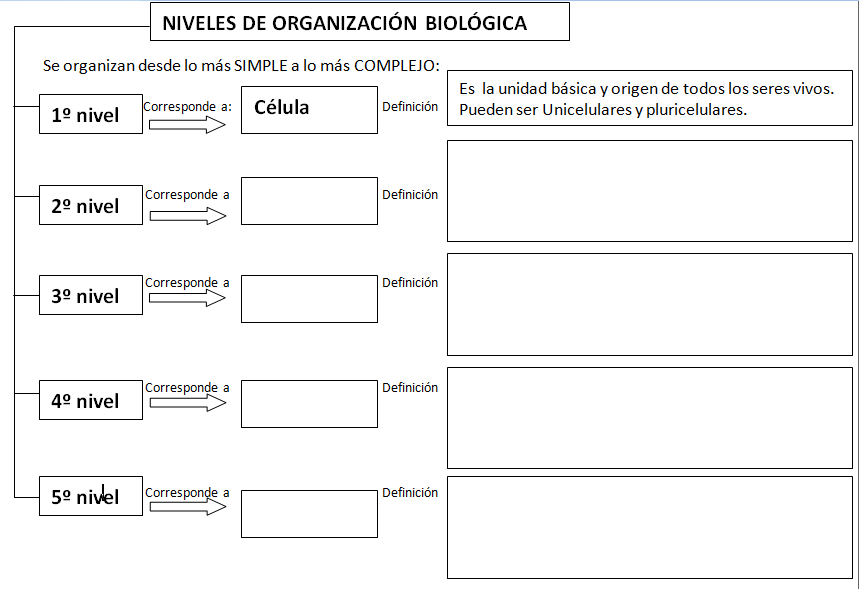 NIVELES DE ORGANIZACIÓN BIOLÓGICA
Se organizan desde lo más SIMPLE a lo más COMPLEJO:
1º nivel
Corresponde a:
Célula
Definición
Es la unidad básica y origen de todos los seres vivos.
Pueden ser Unicelulares y pluricelulares.
2º nivel
Corresponde a
Definición
3º nivel
Corresponde a
Definición
4º nivel
Corresponde a
Definición
5º nivel
Corresponde a
Definición